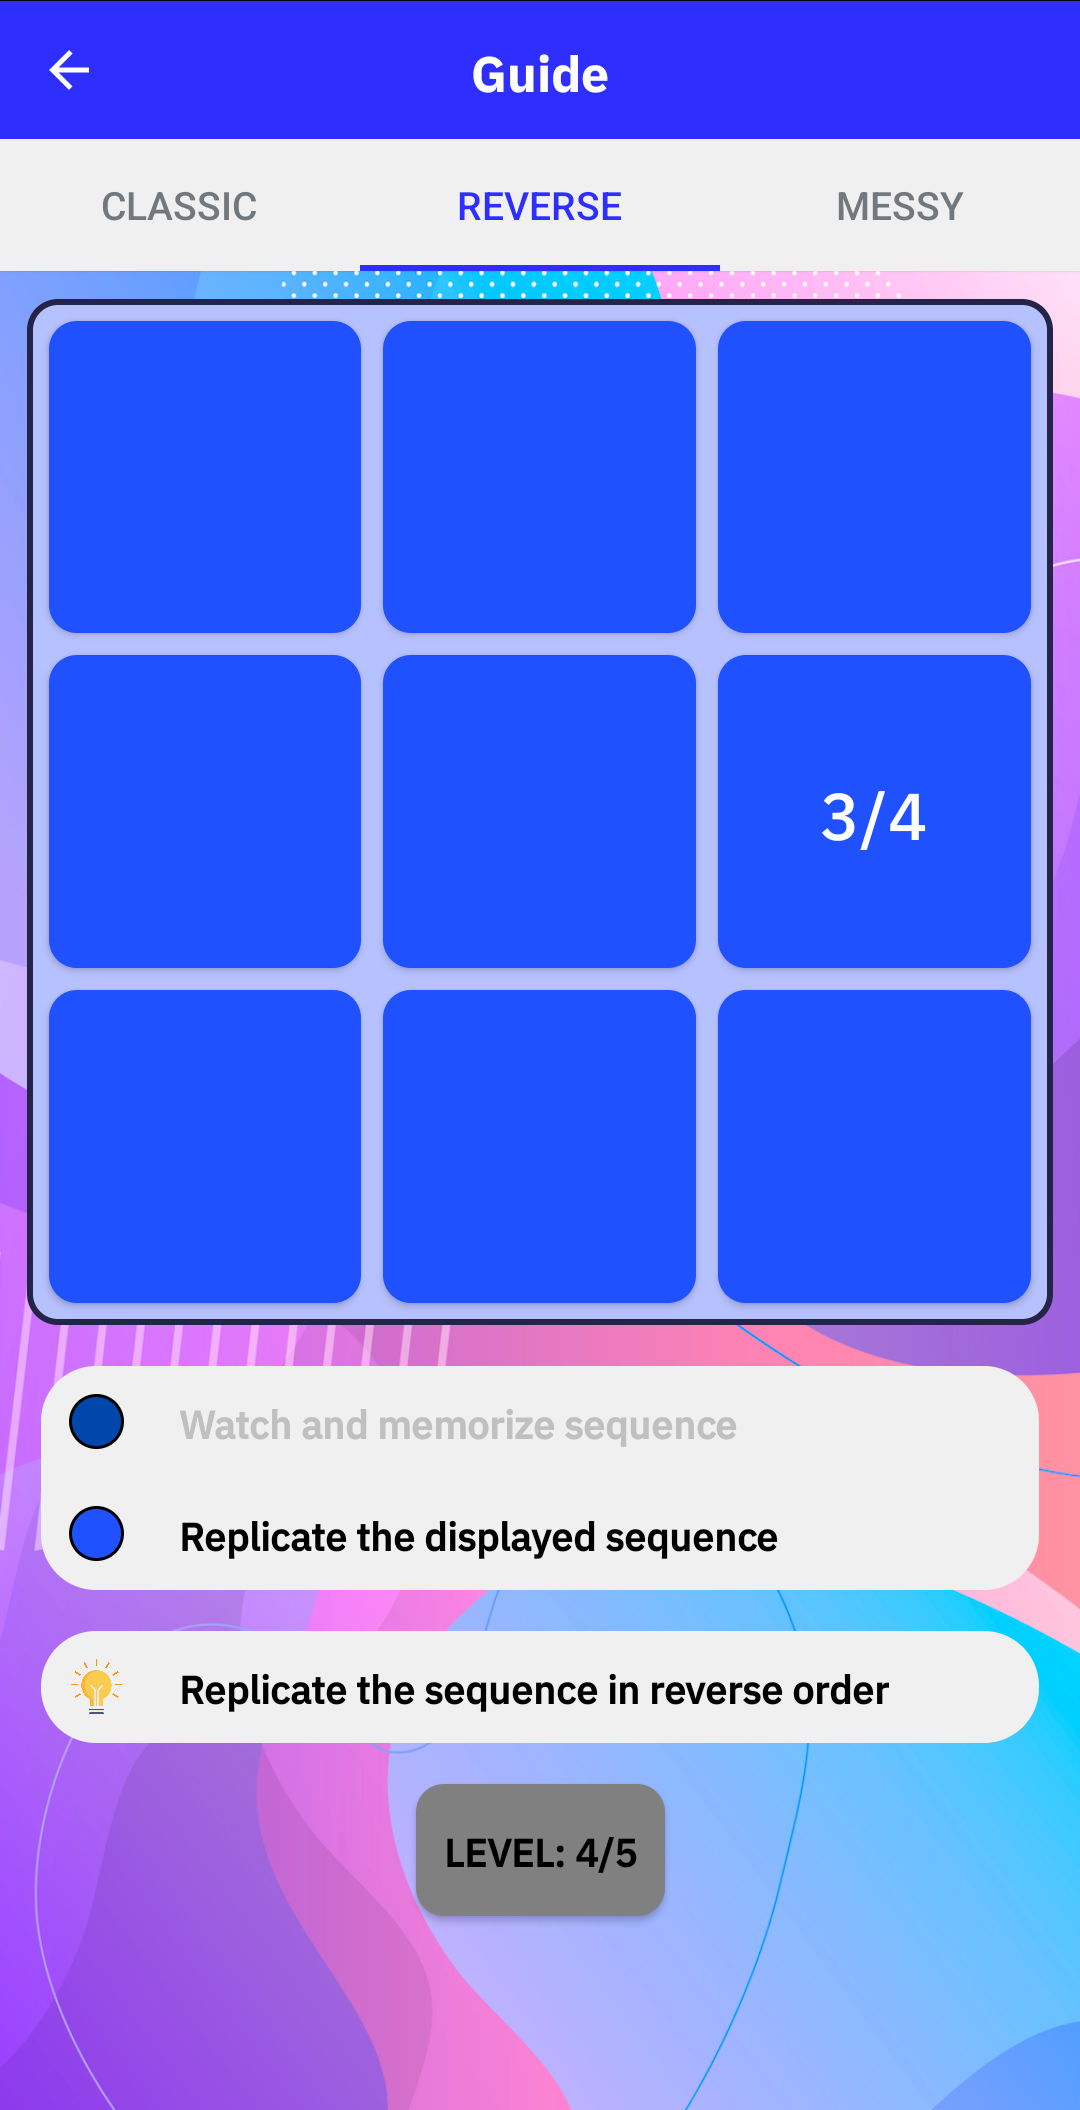 Guide
CLASSIC
REVERSE
MESSY
3/4
Watch and memorize sequence
Replicate the displayed sequence
Replicate the sequence in reverse order
LEVEL: 4/5